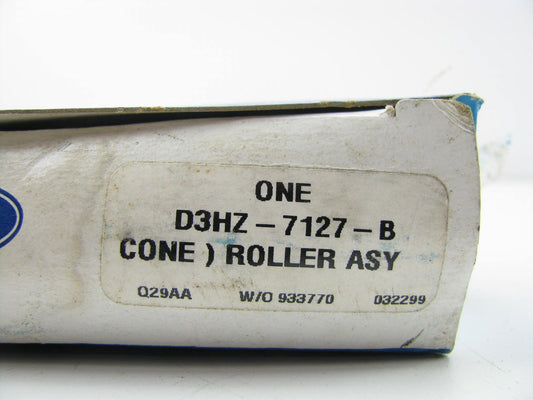 ONE
D3HZ-7127-B
CONE ) ROLLER ASY
Q29AA W/O 933770 032299